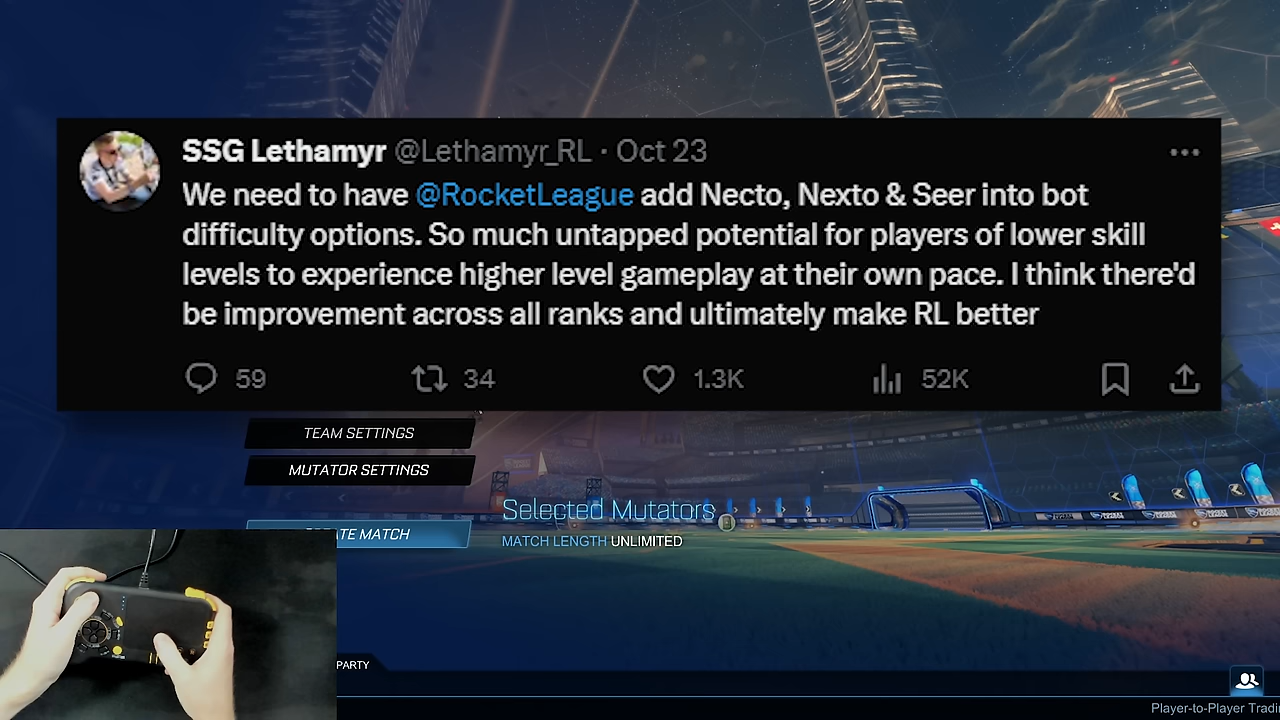 SSG Lethamyr @Lethamyr_RL · Oct 23
We need to have @RocketLeague add Necto, Nexto & Seer into bot
difficulty options. So much untapped potential for players of lower skill
levels to experience higher level gameplay at their own pace. I think there'd
be improvement across all ranks and ultimately make RL better
59 34 1.3K 52K
TEAM SETTINGS
MUTATOR SETTINGS
Selected Mutators
ATE MATCH
MATCH LENGTH UNLIMITED
PARTY
Player-to-Player Tradi